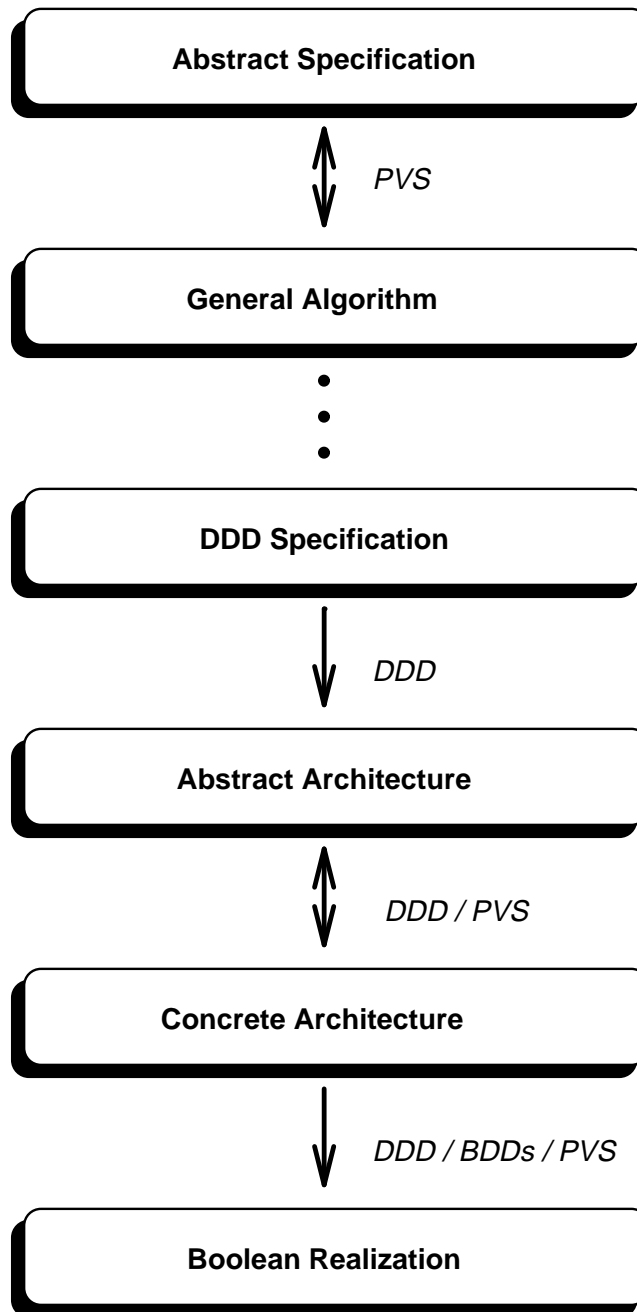 Abstract Specification
PVS
General Algorithm
DDD Specification
DDD
Abstract Architecture
DDD / PVS
Concrete Architecture
DDD / BDDs / PVS
Boolean Realization